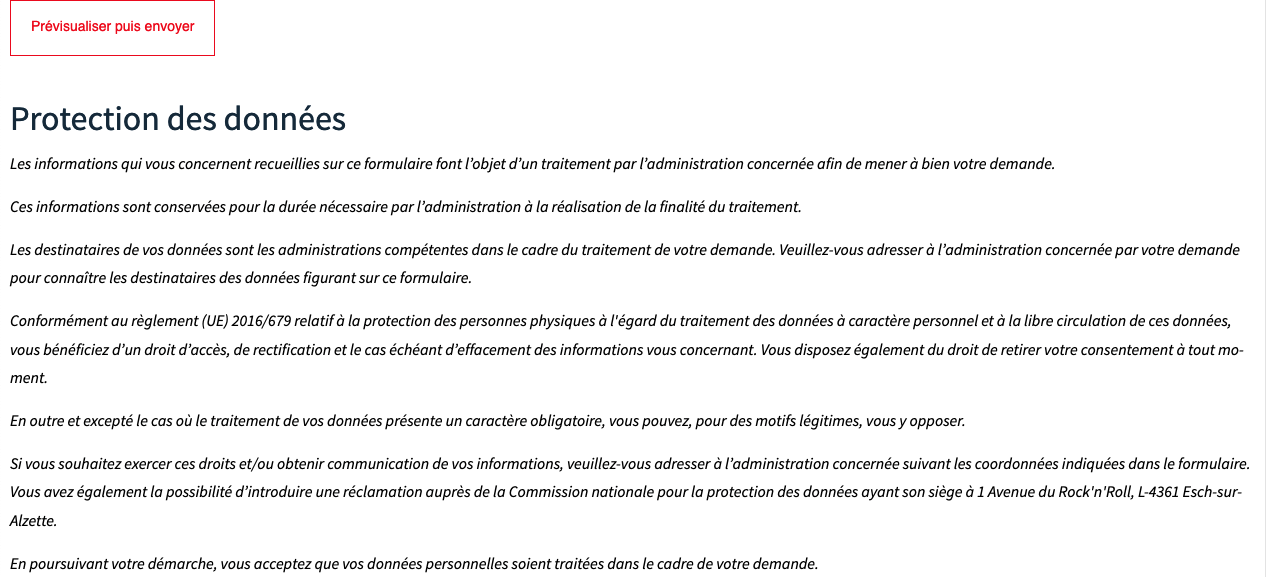 Prévisualiser puis envoyer
Protection des données
Les informations qui vous concernent recueillies sur ce formulaire font l’objet d’un traitement par l’administration concernée afin de mener à bien votre demande.
Ces informations sont conservées pour la durée nécessaire par l’administration à la réalisation de la finalité du traitement.
Les destinataires de vos données sont les administrations compétentes dans le cadre du traitement de votre demande. Veuillez-vous adresser à l’administration concernée par votre demande
pour connaître les destinataires des données figurant sur ce formulaire.
Conformément au règlement (UE) 2016/679 relatif à la protection des personnes physiques à l'égard du traitement des données à caractère personnel et à la libre circulation de ces données,
vous bénéficiez d’un droit d’accès, de rectification et le cas échéant d’effacement des informations vous concernant. Vous disposez également du droit de retirer votre consentement à tout mo-
ment.
En outre et excepté le cas où le traitement de vos données présente un caractère obligatoire, vous pouvez, pour des motifs légitimes, vous y opposer.
Si vous souhaitez exercer ces droits et/ou obtenir communication de vos informations, veuillez-vous adresser à l’administration concernée suivant les coordonnées indiquées dans le formulaire.
Vous avez également la possibilité d’introduire une réclamation auprès de la Commission nationale pour la protection des données ayant son siège à 1 Avenue du Rock'n'Roll, L-4361 Esch-sur-
Alzette.
En poursuivant votre démarche, vous acceptez que vos données personnelles soient traitées dans le cadre de votre demande.